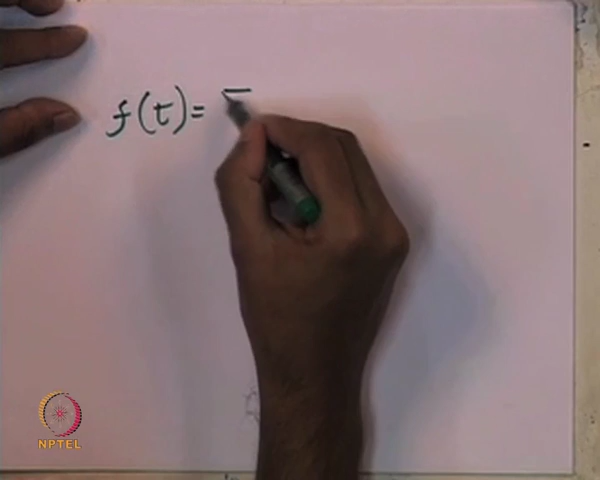 f(t) =
NPTEL